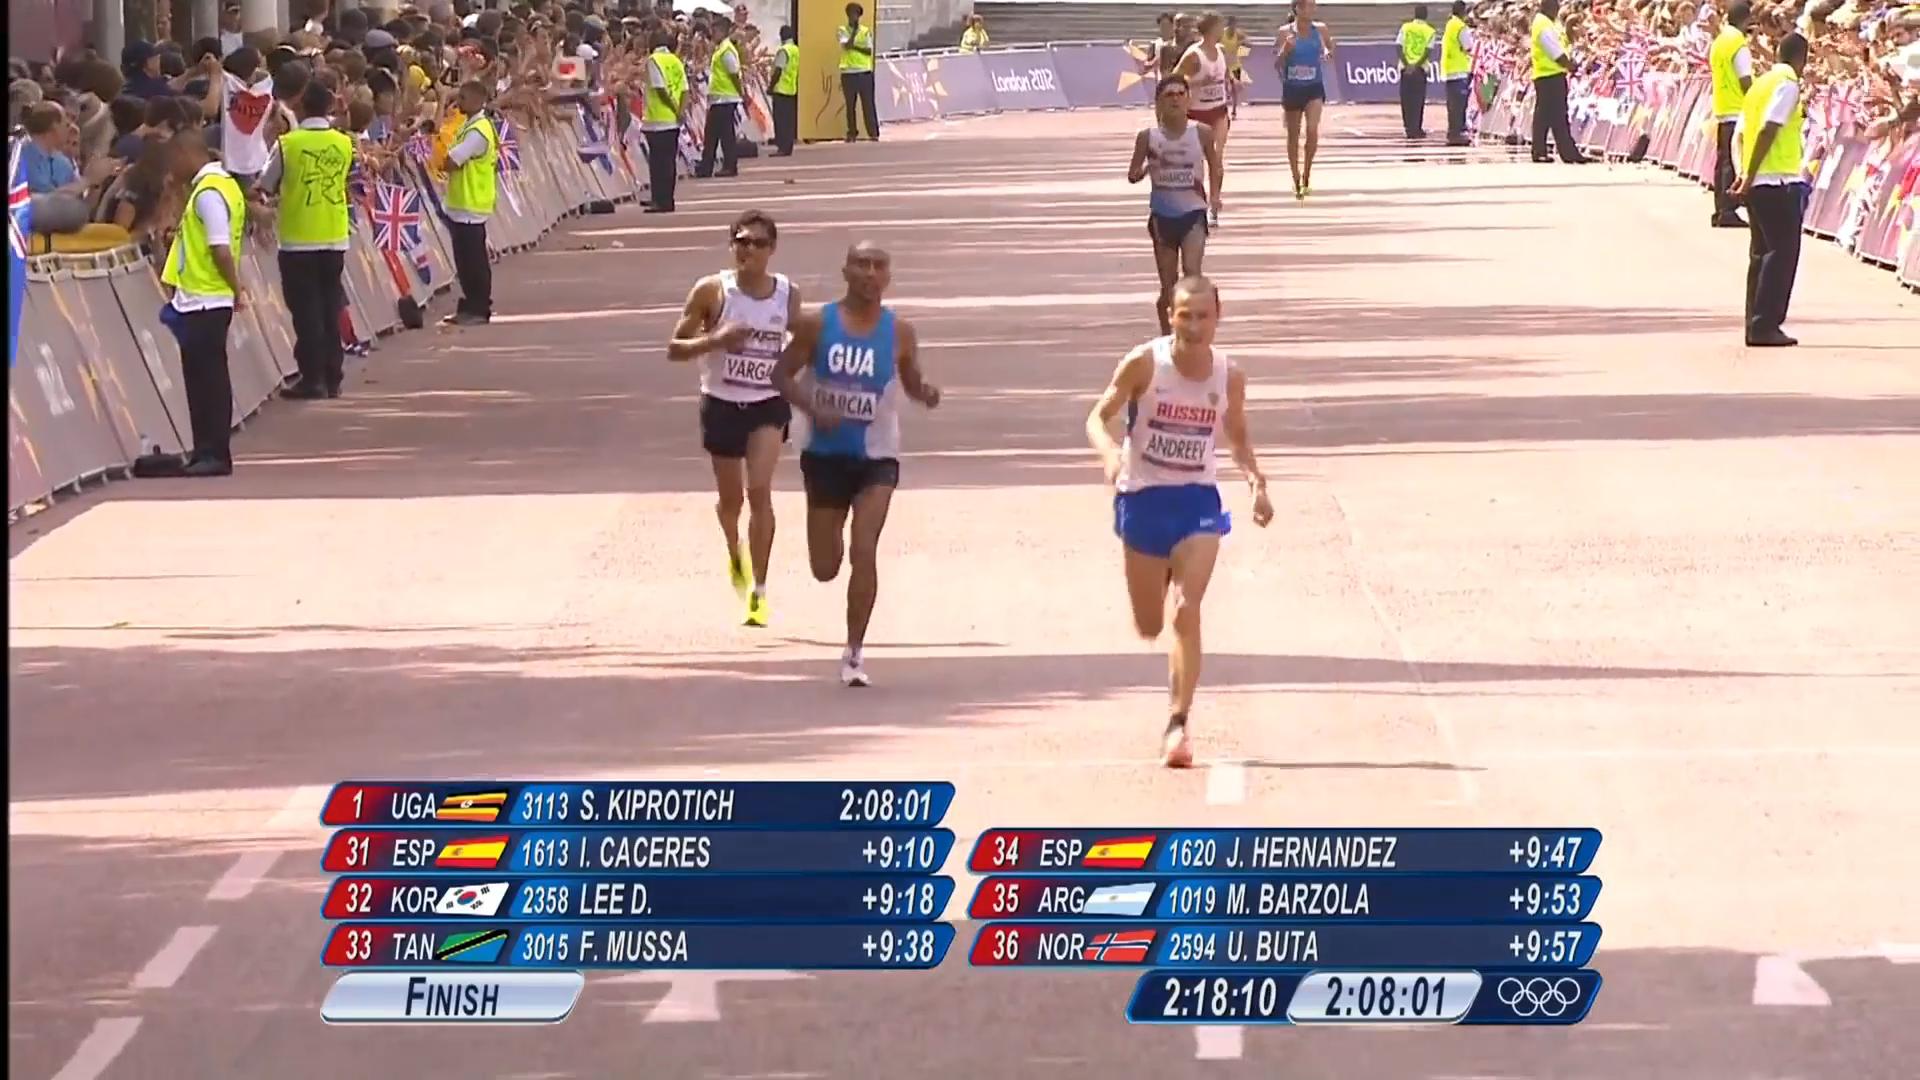 London 2012
London
VARGA
GUA
GARCIA
RUSSIA
ANDREEV
1 UGA 3113 S. KIPROTICH 2:08:01
31 ESP 1613 I. CACERES +9:10
32 KOR 2358 LEE D. +9:18
33 TAN 3015 F. MUSSA +9:38
34 ESP 1620 J. HERNANDEZ +9:47
35 ARG 1019 M. BARZOLA +9:53
36 NOR 2594 U. BUTA +9:57
FINISH
2:18:10 2:08:01